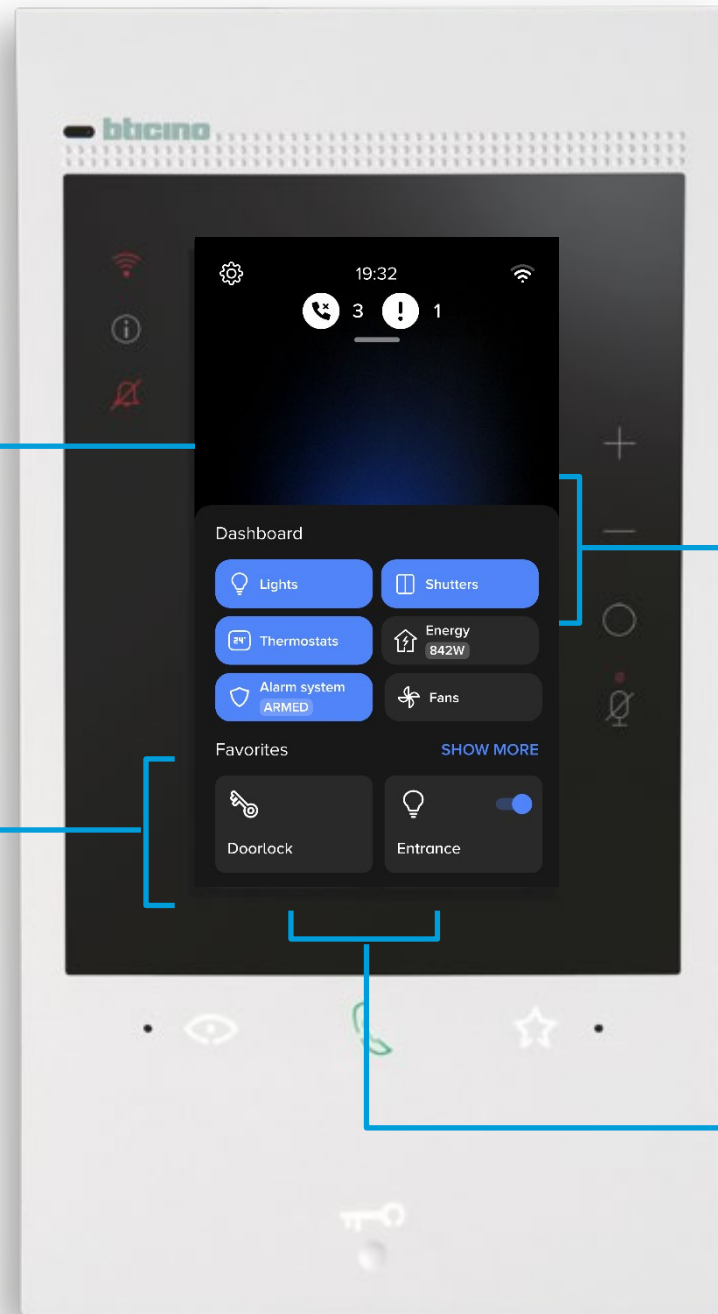 bticino
19:32
3 1
Dashboard
Lights Shutters
24° Thermostats Energy
842W
Alarm system Fans
ARMED
Favorites SHOW MORE
Doorlock Entrance